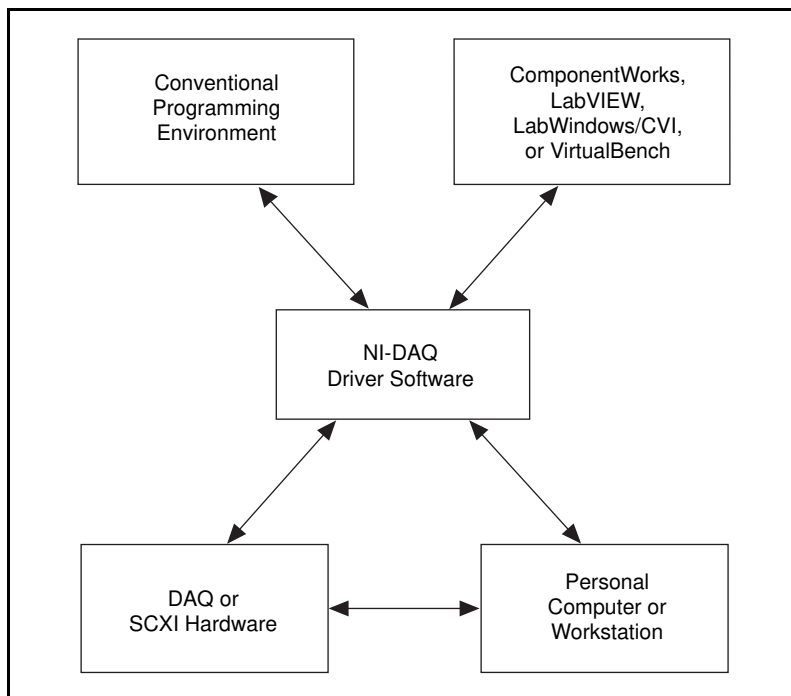 Conventional
Programming
Environment
ComponentWorks,
LabVIEW,
LabWindows/CVI,
or VirtualBench
NI-DAQ
Driver Software
DAQ or
SCXI Hardware
Personal
Computer or
Workstation